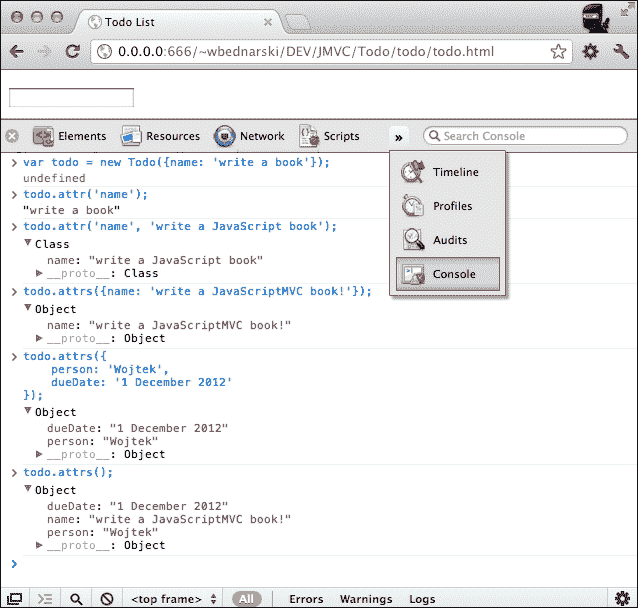 Todo List
0.0.0.0:666/~wbednarski/DEV/JMVC/Todo/todo/todo.html
Elements Resources Network Scripts » Search Console
Timeline
Profiles
Audits
Console
> var todo = new Todo({name: 'write a book'});
undefined
> todo.attr('name');
"write a book"
> todo.attr('name', 'write a JavaScript book');
▼Class
name: "write a JavaScript book"
▶__proto__: Class
> todo.attrs({name: 'write a JavaScriptMVC book!'});
▼Object
name: "write a JavaScriptMVC book!"
▶__proto__: Object
> todo.attrs({
person: 'Wojtek',
dueDate: '1 December 2012'
});
▼Object
dueDate: "1 December 2012"
person: "Wojtek"
▶__proto__: Object
> todo.attrs();
▼Object
dueDate: "1 December 2012"
name: "write a JavaScriptMVC book!"
person: "Wojtek"
▶__proto__: Object
>
<top frame> All Errors Warnings Logs